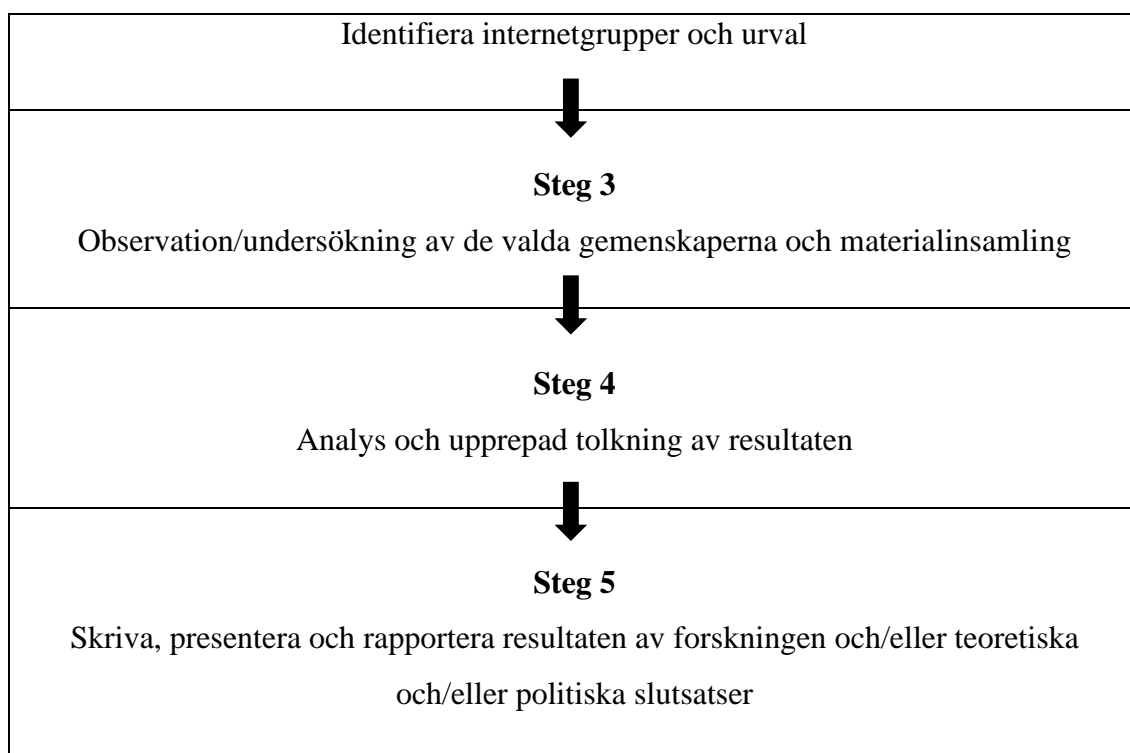 Identifiera internetgrupper och urval
Steg 3
Observation/undersökning av de valda gemenskaperna och materialinsamling
Steg 4
Analys och upprepad tolkning av resultaten
Steg 5
Skriva, presentera och rapportera resultaten av forskningen och/eller teoretiska
och/eller politiska slutsatser